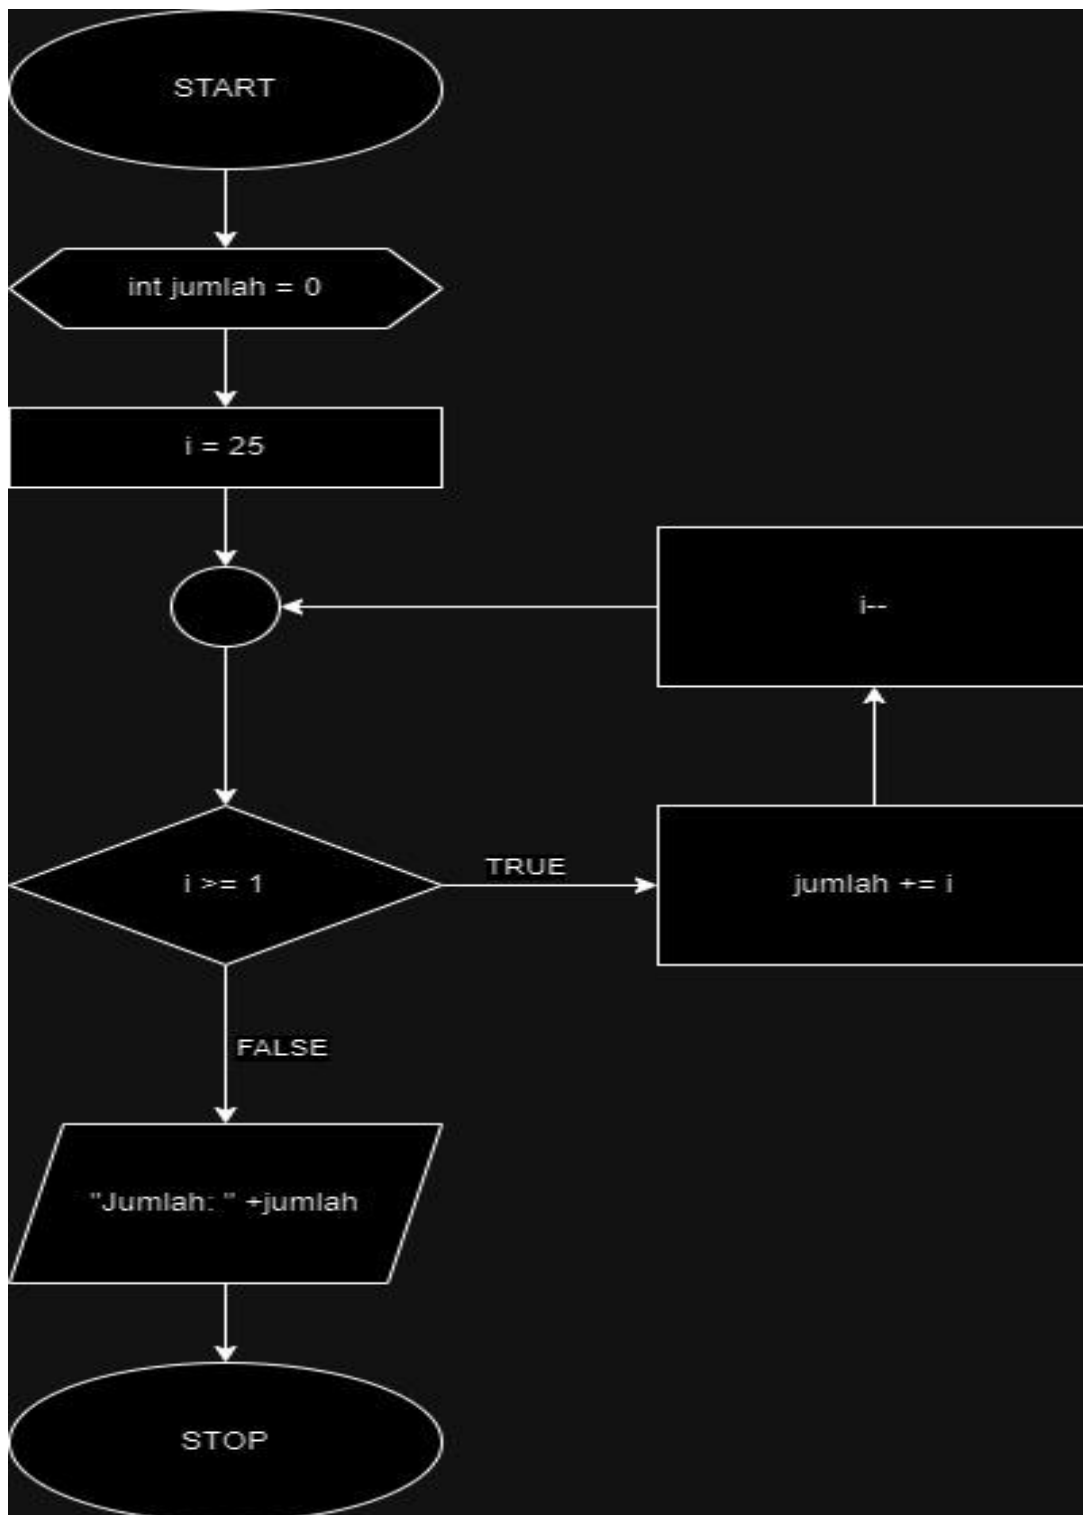 START
int jumlah = 0
i = 25
i--
i >= 1
TRUE
jumlah += i
FALSE
"Jumlah: " +jumlah
STOP